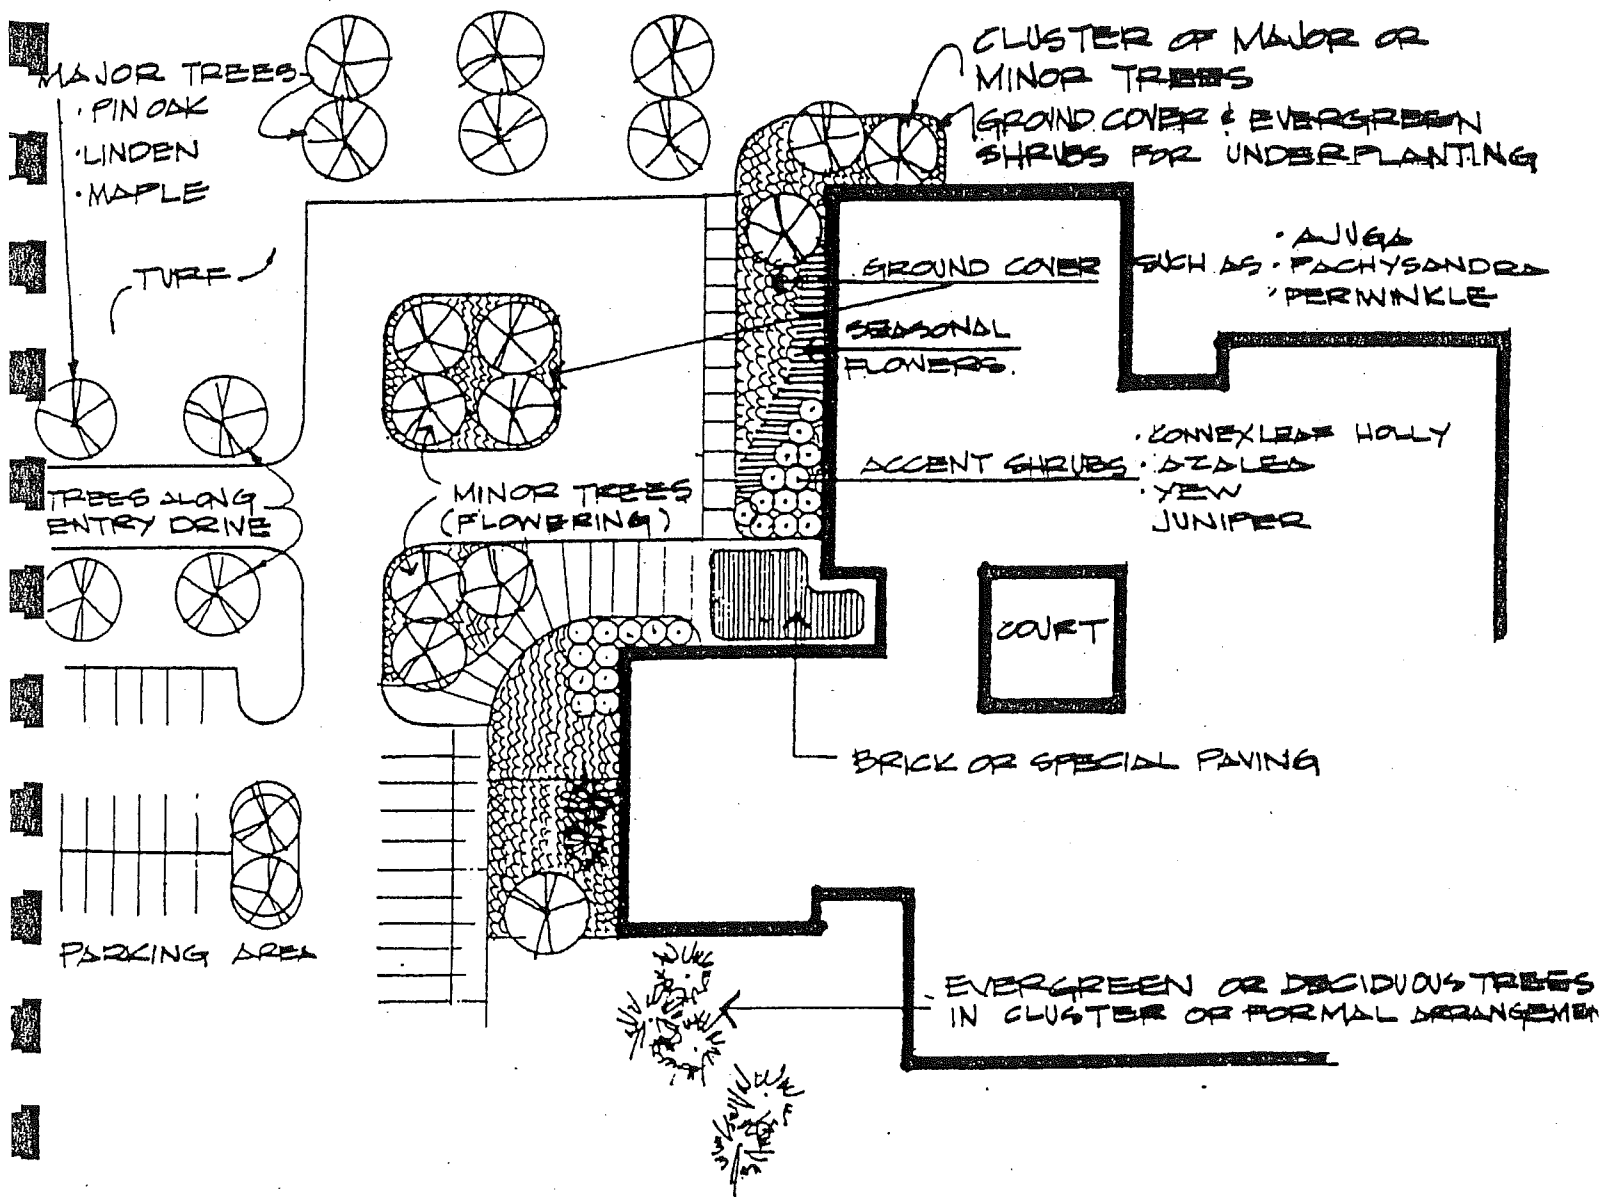 MAJOR TREES
· PIN OAK
· LINDEN
· MAPLE
CLUSTER OF MAJOR OR
MINOR TREES
GROUND COVER & EVERGREEN
SHRUBS FOR UNDERPLANTING
TURF
GROUND COVER SUCH AS
· AJUGA
· PACHYSANDRA
· PERIWINKLE
SEASONAL
FLOWERS.
ACCENT SHRUBS
· CONVEXLEAF HOLLY
· AZALEA
· YEW
JUNIPER
TREES ALONG
ENTRY DRIVE
MINOR TREES
(FLOWERING)
COURT
BRICK OR SPECIAL PAVING
PARKING AREA
EVERGREEN OR DECIDUOUS TREES
IN CLUSTER OR FORMAL ARRANGEMEN